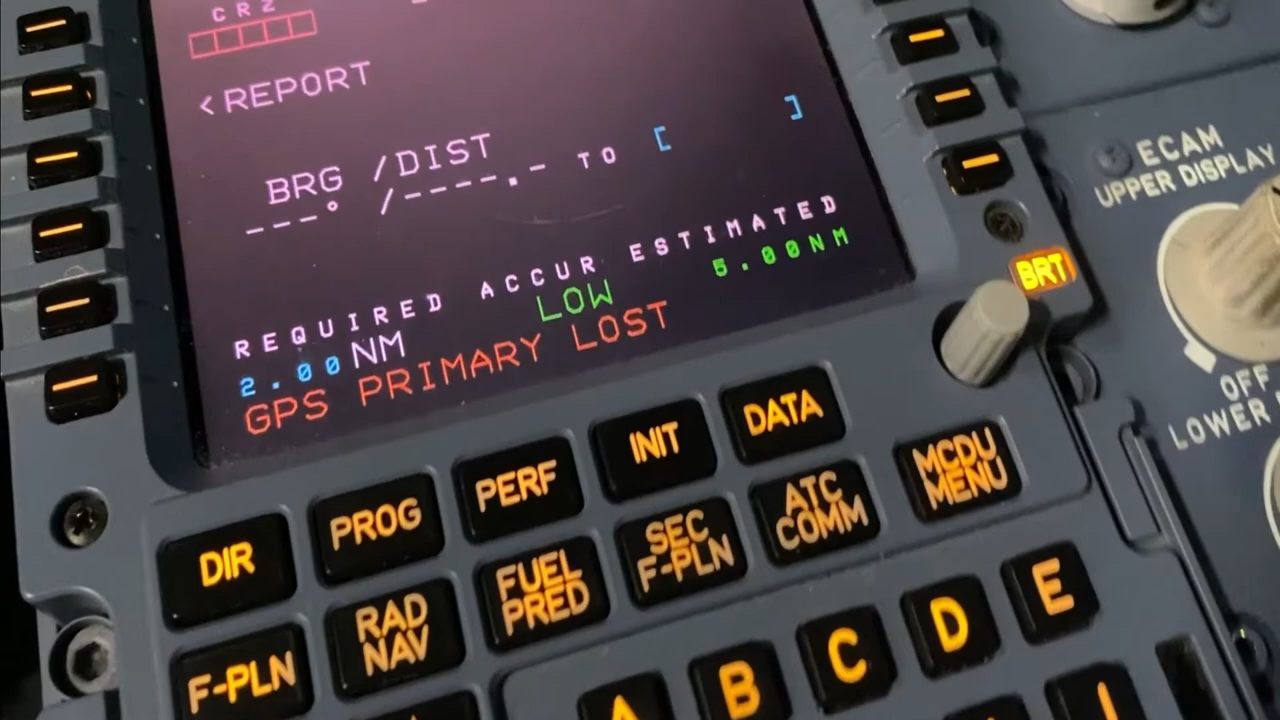 CRZ
<REPORT
BRG /DIST
---° /----.- TO [ ]
REQUIRED ACCUR ESTIMATED
2.00NM LOW 5.00NM
GPS PRIMARY LOST
BRT
ECAM
UPPER DISPLAY
OFF
LOWER
DIR
PROG
PERF
INIT
DATA
F-PLN
RAD
NAV
FUEL
PRED
SEC
F-PLN
ATC
COMM
MCDU
MENU
A
B
C
D
E